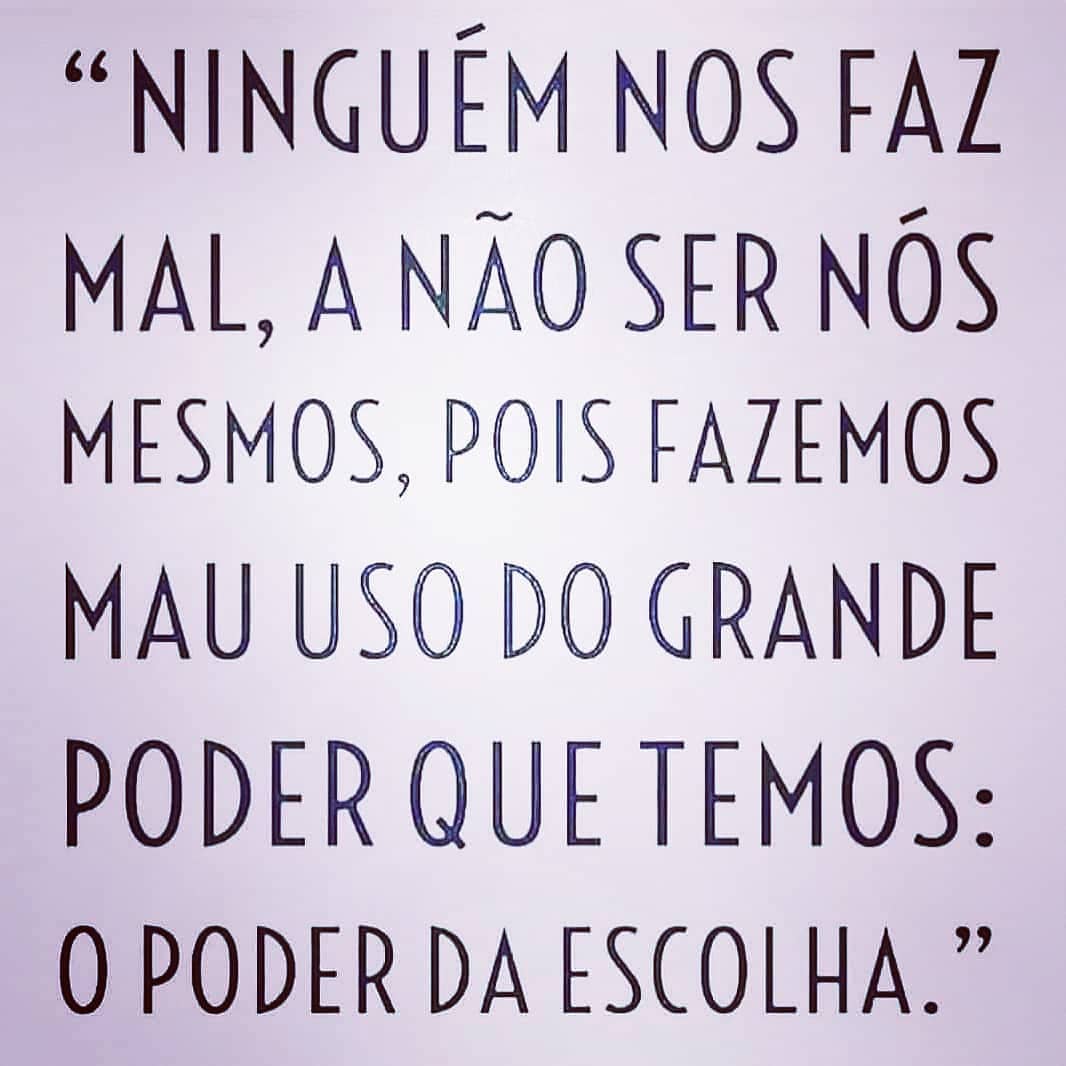 “NINGUÉM NOS FAZ
MAL, A NÃO SER NÓS
MESMOS, POIS FAZEMOS
MAU USO DO GRANDE
PODER QUE TEMOS:
O PODER DA ESCOLHA.”